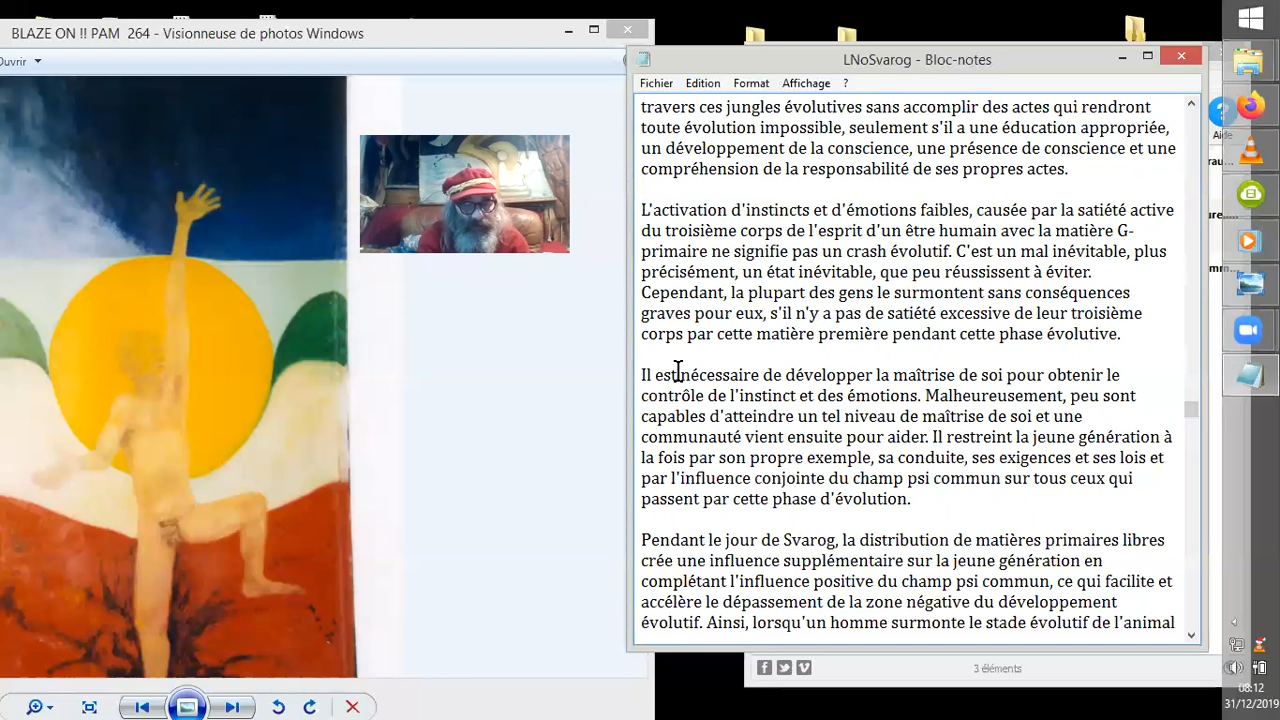 BLAZE ON !! PAM 264 - Visionneuse de photos Windows
Ouvrir
LNoSvarog - Bloc-notes
Fichier Edition Format Affichage ?
travers ces jungles évolutives sans accomplir des actes qui rendront
toute évolution impossible, seulement s'il a une éducation appropriée,
un développement de la conscience, une présence de conscience et une
compréhension de la responsabilité de ses propres actes.
L'activation d'instincts et d'émotions faibles, causée par la satiété active
du troisième corps de l'esprit d'un être humain avec la matière G-
primaire ne signifie pas un crash évolutif. C'est un mal inévitable, plus
précisément, un état inévitable, que peu réussissent à éviter.
Cependant, la plupart des gens le surmontent sans conséquences
graves pour eux, s'il n'y a pas de satiété excessive de leur troisième
corps par cette matière première pendant cette phase évolutive.
Il est nécessaire de développer la maîtrise de soi pour obtenir le
contrôle de l'instinct et des émotions. Malheureusement, peu sont
capables d'atteindre un tel niveau de maîtrise de soi et une
communauté vient ensuite pour aider. Il restreint la jeune génération à
la fois par son propre exemple, sa conduite, ses exigences et ses lois et
par l'influence conjointe du champ psi commun sur tous ceux qui
passent par cette phase d'évolution.
Pendant le jour de Svarog, la distribution de matières primaires libres
crée une influence supplémentaire sur la jeune génération en
complétant l'influence positive du champ psi commun, ce qui facilite et
accélère le dépassement de la zone négative du développement
évolutif. Ainsi, lorsqu'un homme surmonte le stade évolutif de l'animal
3 éléments
Aide
08:12
31/12/2019